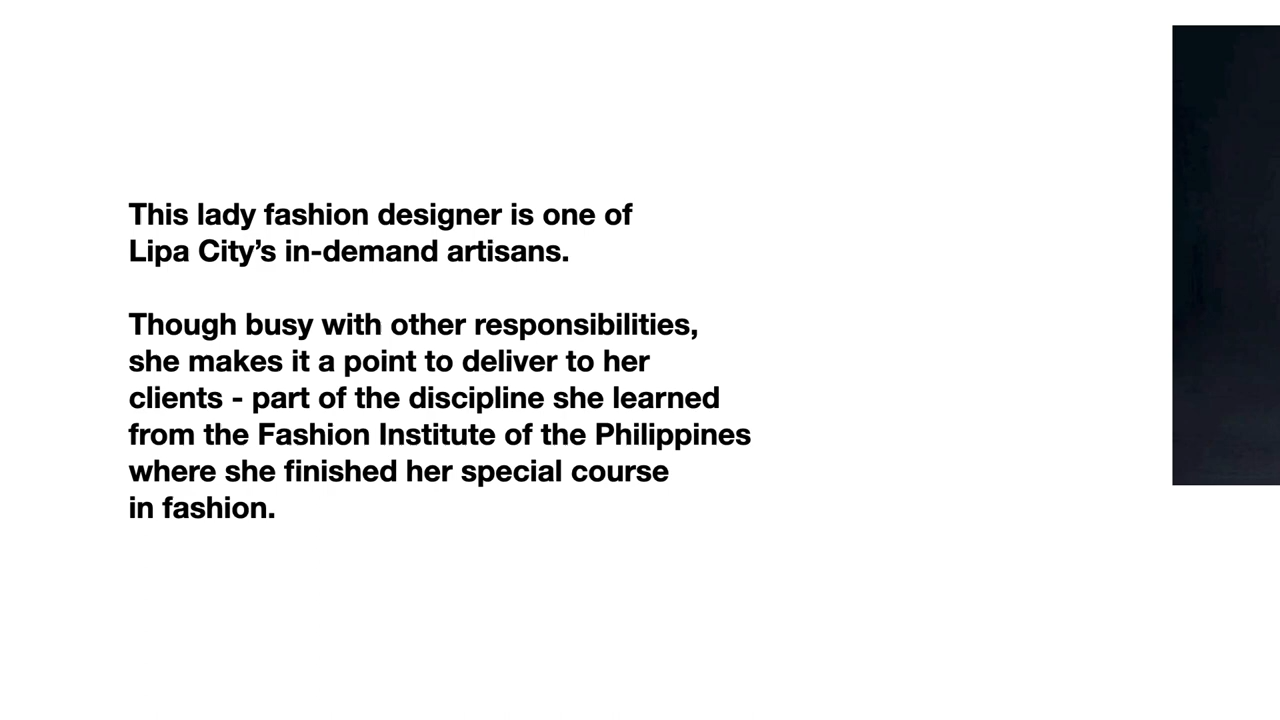 This lady fashion designer is one of
Lipa City’s in-demand artisans.
Though busy with other responsibilities,
she makes it a point to deliver to her
clients - part of the discipline she learned
from the Fashion Institute of the Philippines
where she finished her special course
in fashion.